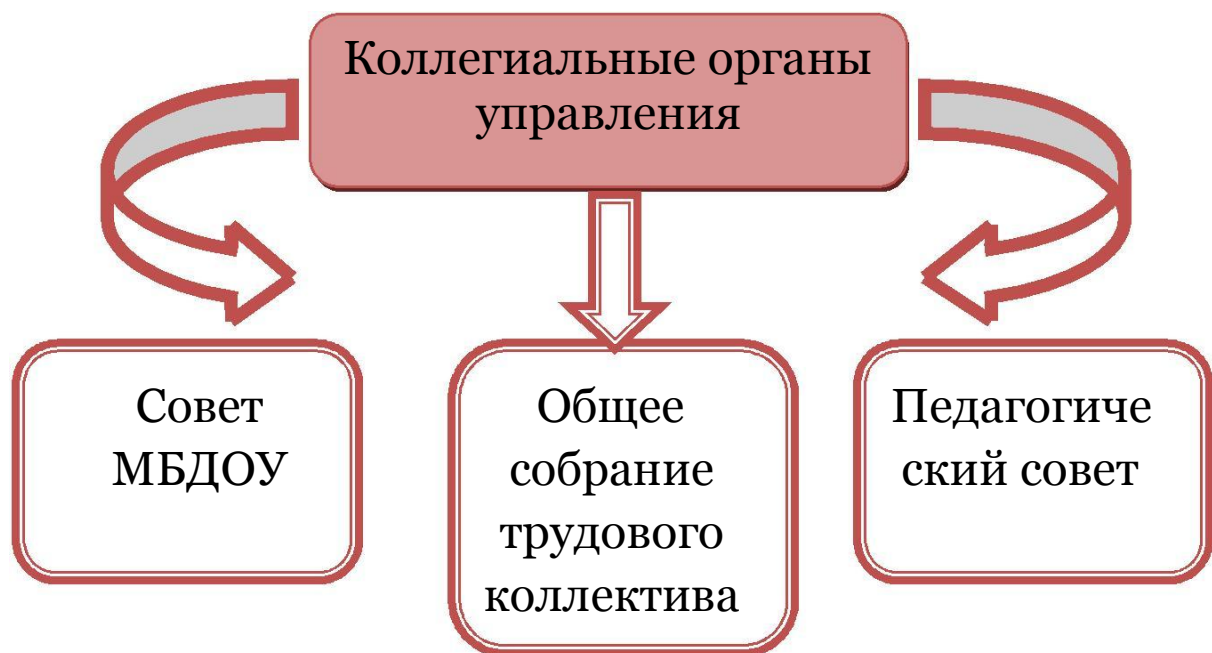 Коллегиальные органы
управления
Совет
МБДОУ
Общее
собрание
трудового
коллектива
Педагогиче
ский совет